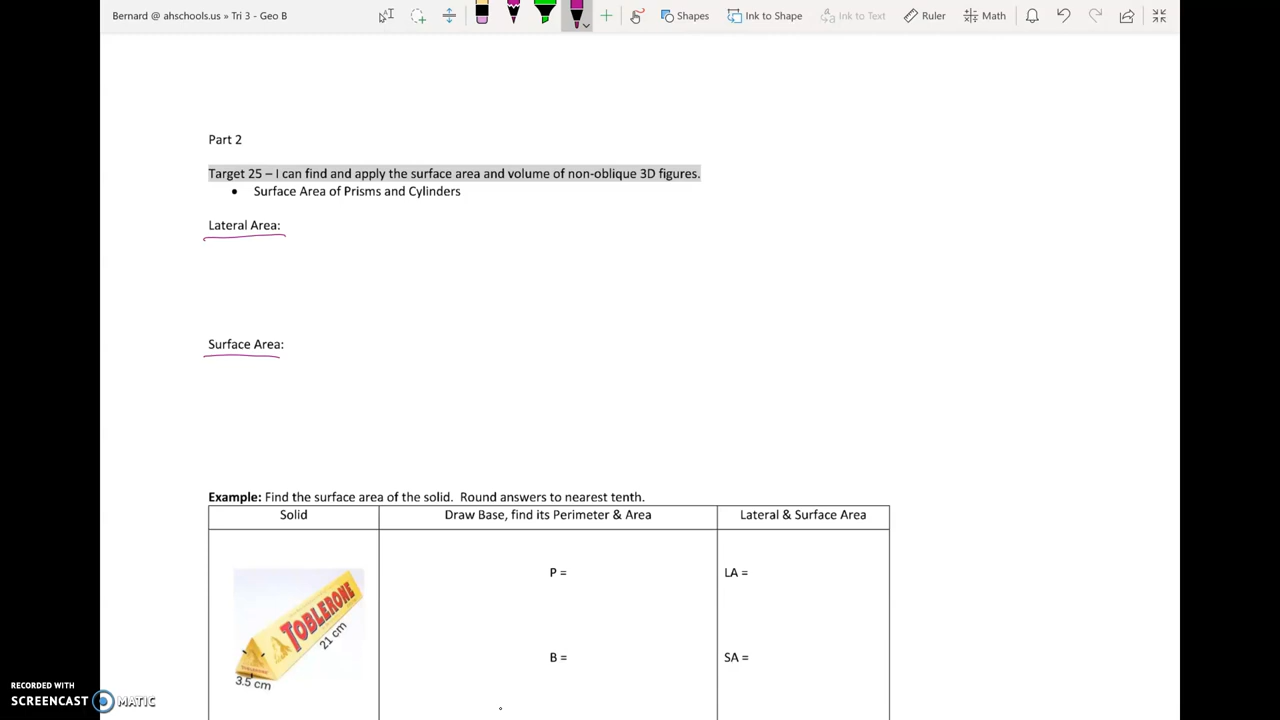 Bernard @ ahschools.us » Tri 3 - Geo B
Shapes
Ink to Shape
Ink to Text
Ruler
Math
Part 2
Target 25 – I can find and apply the surface area and volume of non-oblique 3D figures.
• Surface Area of Prisms and Cylinders
Lateral Area:
Surface Area:
Example: Find the surface area of the solid. Round answers to nearest tenth.
Solid
Draw Base, find its Perimeter & Area
Lateral & Surface Area
TOBLERONE
21 cm
3.5 cm
P =
B =
LA =
SA =
RECORDED WITH
SCREENCAST MATIC